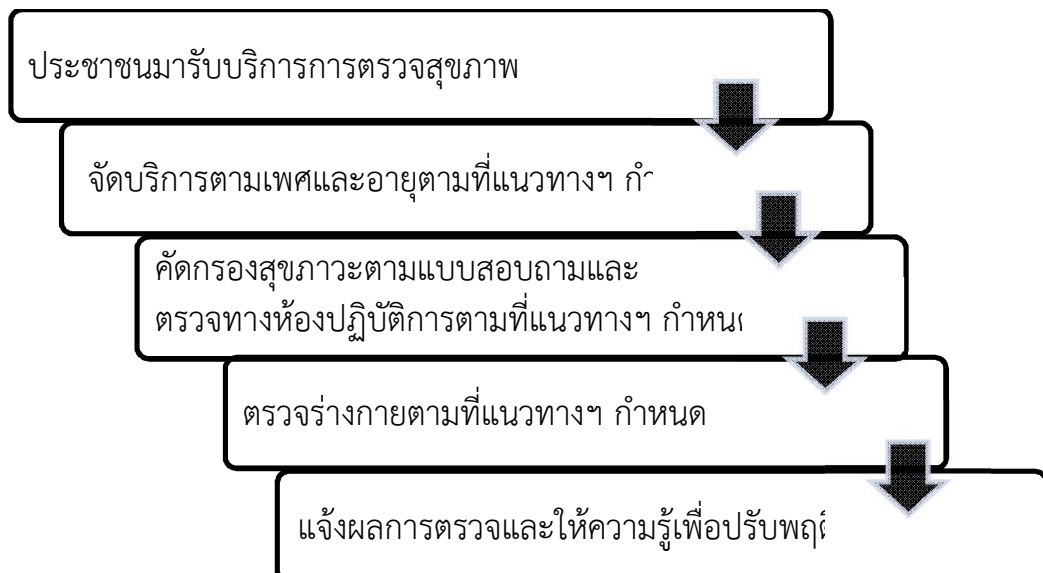 ประชาชนมารับบริการการตรวจสุขภาพ
จัดบริการตามเพศและอายุตามที่แนวทางฯ
คัดกรองสุขภาวะตามแบบสอบถามและ
ตรวจทางห้องปฏิบัติการตามที่แนวทางฯ
ตรวจร่างกายตามที่แนวทางฯ กำหนด
แจ้งผลการตรวจและให้ความรู้เพื่อปรับ